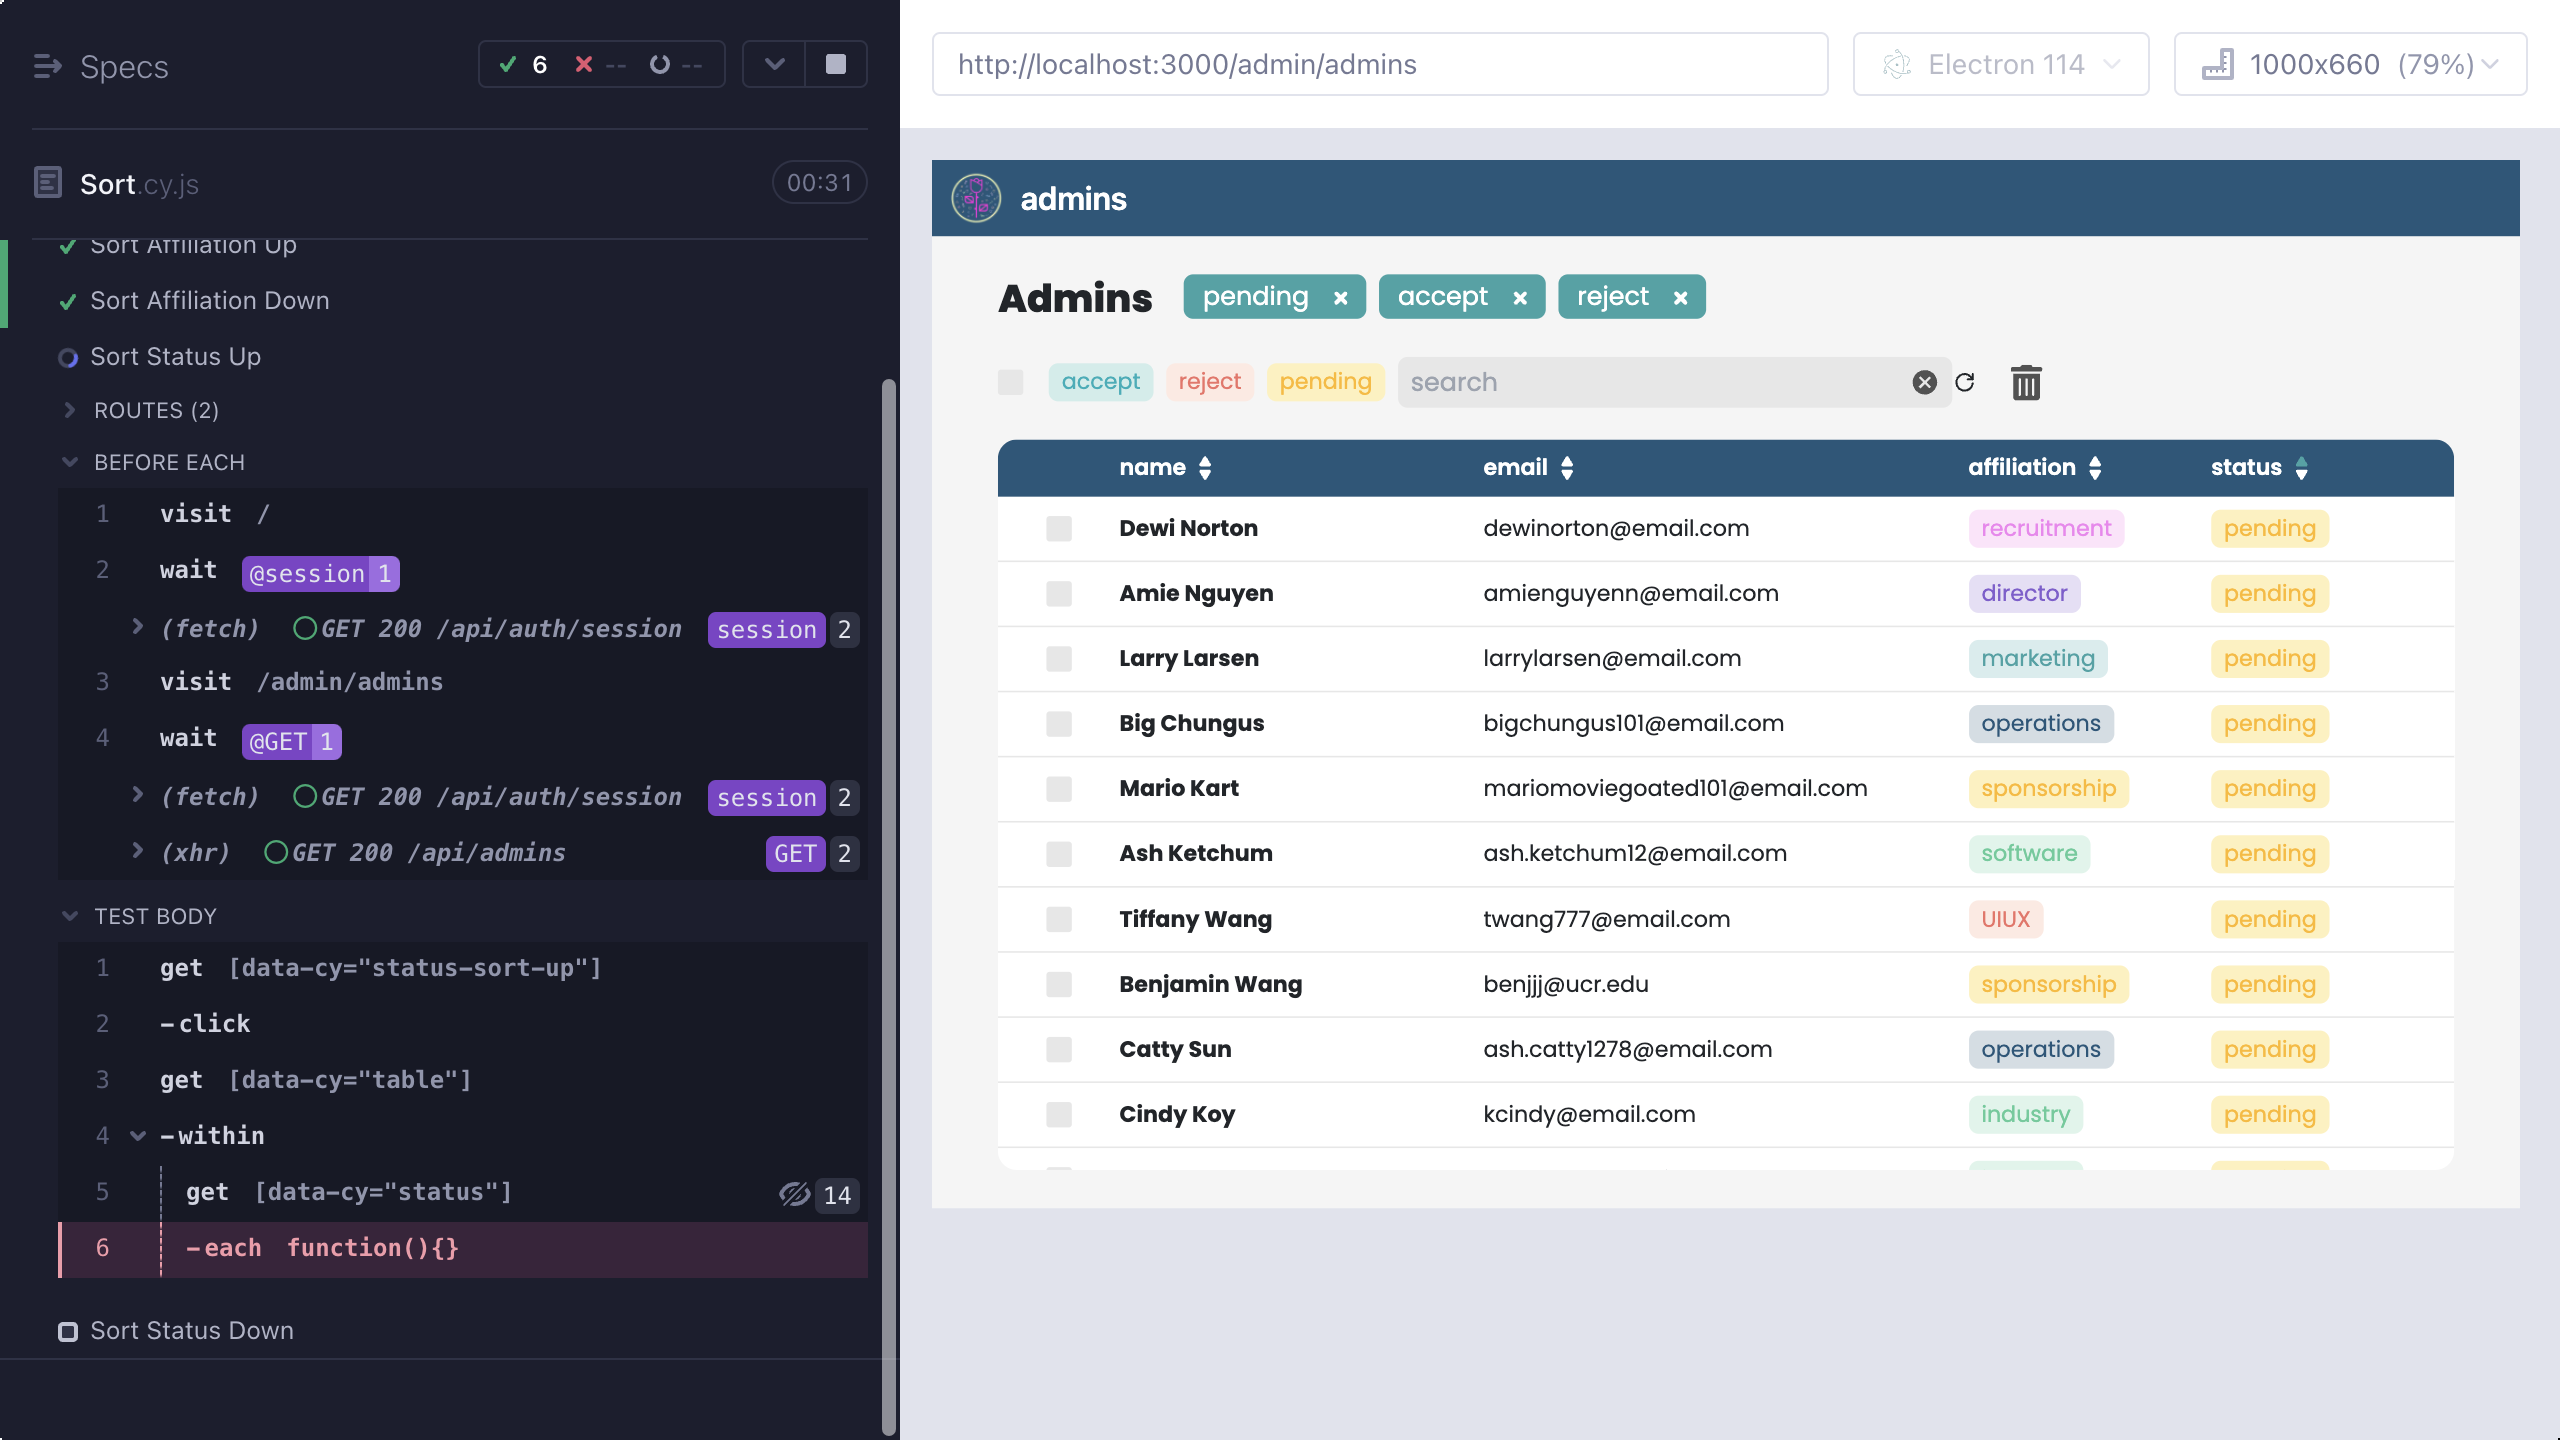 Specs
6 -- --
Sort.cy.js
00:31
Sort Affiliation Up
Sort Affiliation Down
Sort Status Up
ROUTES (2)
BEFORE EACH
1 visit /
2 wait @session 1
(fetch) GET 200 /api/auth/session session 2
3 visit /admin/admins
4 wait @GET 1
(fetch) GET 200 /api/auth/session session 2
(xhr) GET 200 /api/admins GET 2
TEST BODY
1 get [data-cy="status-sort-up"]
2 -click
3 get [data-cy="table"]
4 -within
5 get [data-cy="status"] 14
6 -each function(){}
Sort Status Down
http://localhost:3000/admin/admins
Electron 114
1000x660 (79%)
admins
Admins pending accept reject
accept reject pending search
name email affiliation status
Dewi Norton dewinorton@email.com recruitment pending
Amie Nguyen amienguyenn@email.com director pending
Larry Larsen larrylarsen@email.com marketing pending
Big Chungus bigchungus101@email.com operations pending
Mario Kart mariomoviegoated101@email.com sponsorship pending
Ash Ketchum ash.ketchum12@email.com software pending
Tiffany Wang twang777@email.com UIUX pending
Benjamin Wang benjjj@ucr.edu sponsorship pending
Catty Sun ash.catty1278@email.com operations pending
Cindy Koy kcindy@email.com industry pending